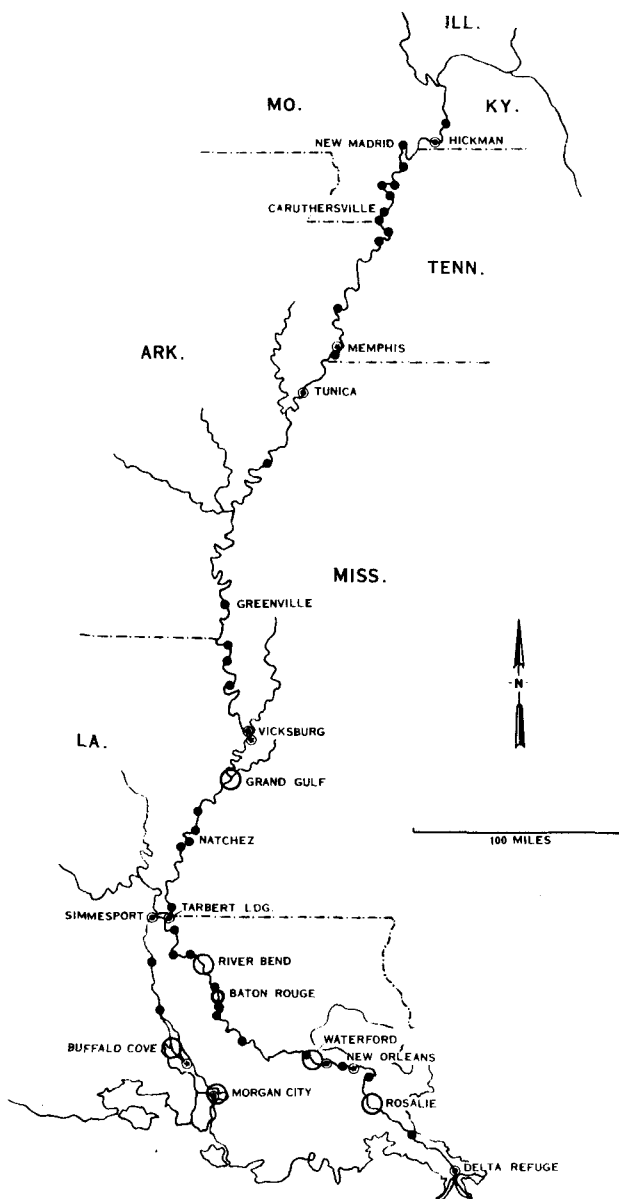 ILL.
MO.
KY.
NEW MADRID
HICKMAN
CARUTHERSVILLE
TENN.
ARK.
MEMPHIS
TUNICA
MISS.
GREENVILLE
N
VICKSBURG
LA.
GRAND GULF
100 MILES
NATCHEZ
TARBERT LDG.
SIMMESPORT
RIVER BEND
BATON ROUGE
WATERFORD
BUFFALO COVE
NEW ORLEANS
MORGAN CITY
ROSALIE
DELTA REFUGE